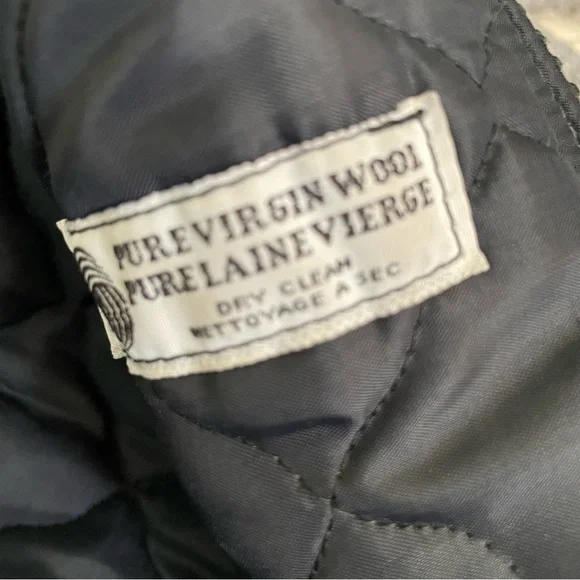 PURE VIRGIN WOOL
PURE LAINE VIERGE
DRY CLEAN
NETTOYAGE A SEC